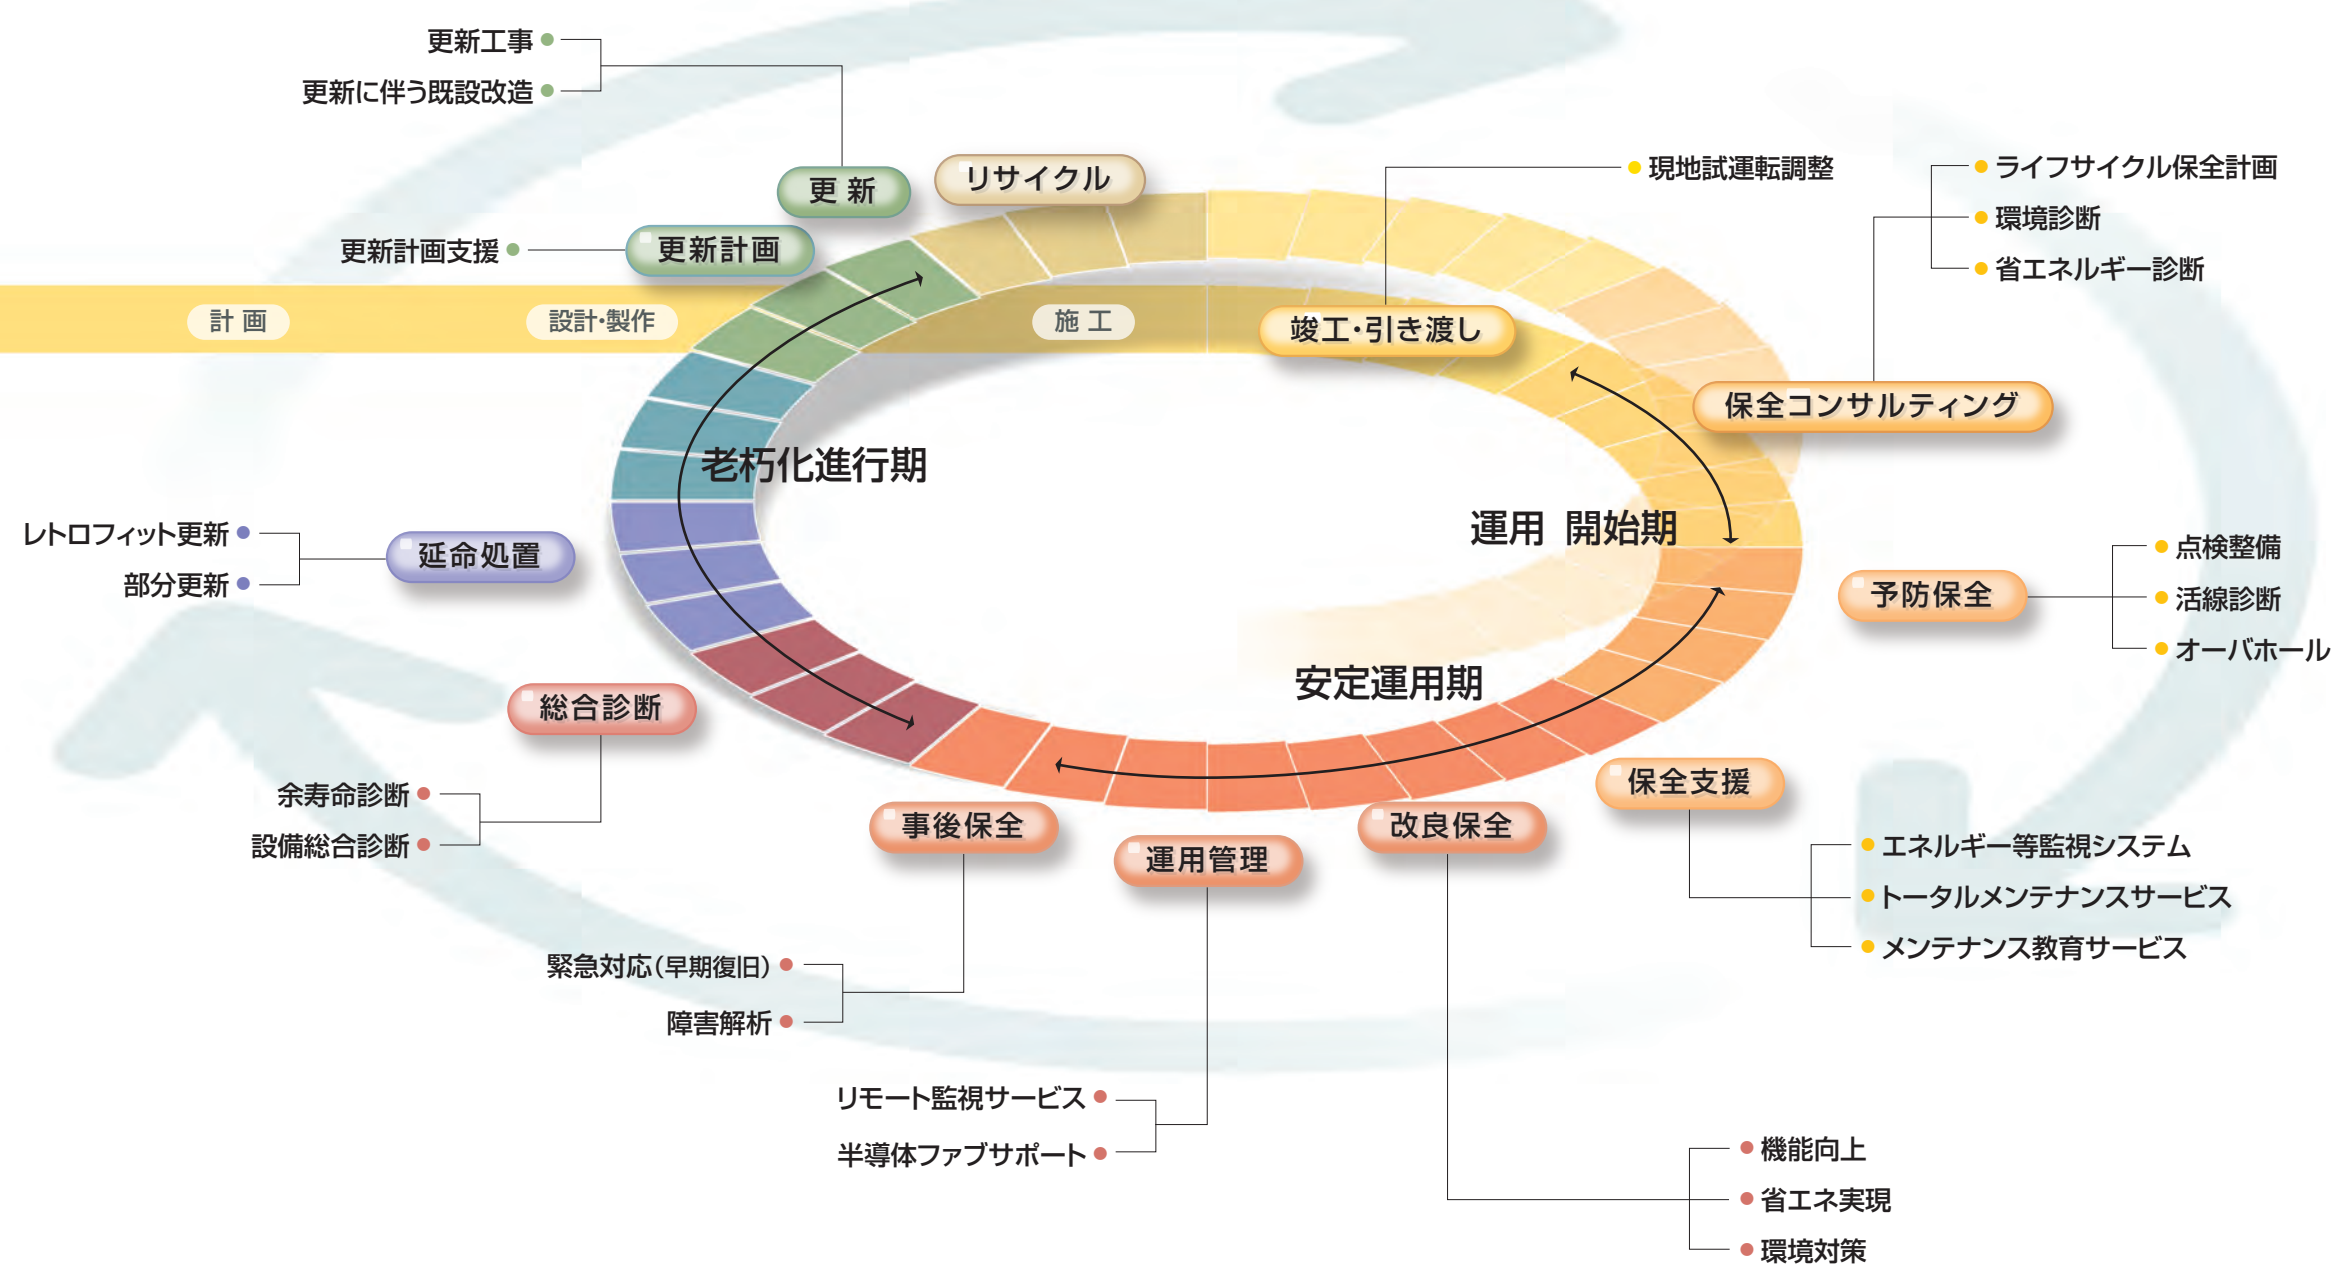 更新工事
更新に伴う既設改造
更新
リサイクル
現地試運転調整
ライフサイクル保全計画
環境診断
省エネルギー診断
更新計画支援
更新計画
計画
設計・製作
施工
竣工・引き渡し
保全コンサルティング
老朽化進行期
運用 開始期
レトロフィット更新
部分更新
延命処置
予防保全
点検整備
活線診断
オーバホール
安定運用期
総合診断
余寿命診断
設備総合診断
事後保全
運用管理
改良保全
保全支援
エネルギー等監視システム
トータルメンテナンスサービス
メンテナンス教育サービス
緊急対応(早期復旧)
障害解析
リモート監視サービス
半導体ファブサポート
機能向上
省エネ実現
環境対策